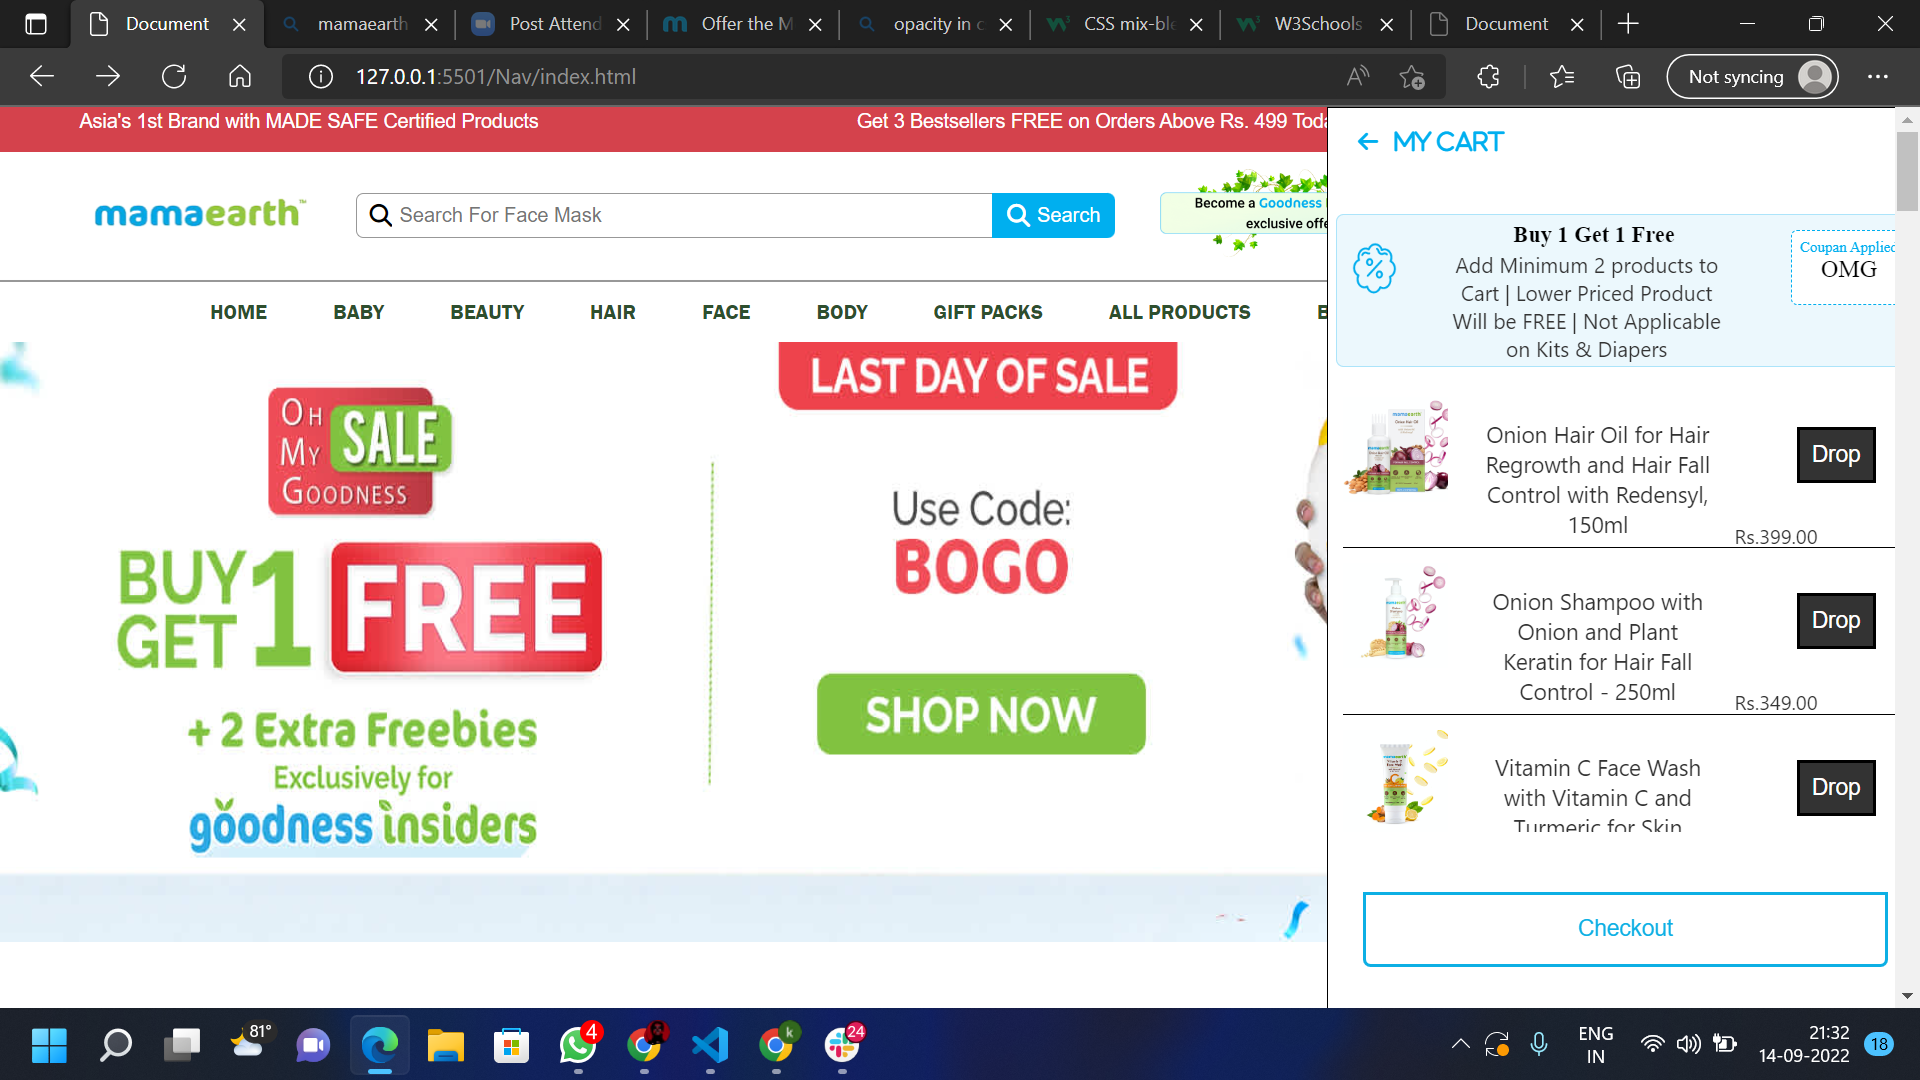 Document
mamaearth
Post Attend
Offer the M
opacity in c
CSS mix-ble
W3Schools
Document
127.0.0.1:5501/Nav/index.html
Not syncing
Asia's 1st Brand with MADE SAFE Certified Products
Get 3 Bestsellers FREE on Orders Above Rs. 499 Toda
mamaearth™
Search For Face Mask
Search
Become a Goodness
exclusive offe
HOME
BABY
BEAUTY
HAIR
FACE
BODY
GIFT PACKS
ALL PRODUCTS
B
OH
MY
GOODNESS
SALE
BUY 1
GET
FREE
+ 2 Extra Freebies
Exclusively for
goodness insiders
LAST DAY OF SALE
Use Code:
BOGO
SHOP NOW
MY CART
Buy 1 Get 1 Free
Add Minimum 2 products to
Cart | Lower Priced Product
Will be FREE | Not Applicable
on Kits & Diapers
Coupan Applied
OMG
Onion Hair Oil for Hair
Regrowth and Hair Fall
Control with Redensyl,
150ml
Drop
Rs.399.00
Onion Shampoo with
Onion and Plant
Keratin for Hair Fall
Control - 250ml
Drop
Rs.349.00
Vitamin C Face Wash
with Vitamin C and
Turmeric for Skin
Drop
Checkout
81°
4
k
24
ENG
IN
21:32
14-09-2022
18